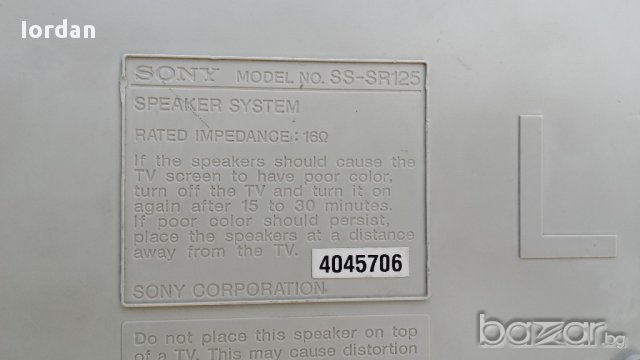 lordan
SONY MODEL NO. SS-SR125
SPEAKER SYSTEM
RATED IMPEDANCE : 16Ω
If the speakers should cause the
TV screen to have poor color,
turn off the TV and turn it on
again after 15 to 30 minutes.
If poor color should persist,
place the speakers at a distance
away from the TV.
4045706
SONY CORPORATION
L
Do not place this speaker on top
of a TV. This may cause distortion
bazar.bg